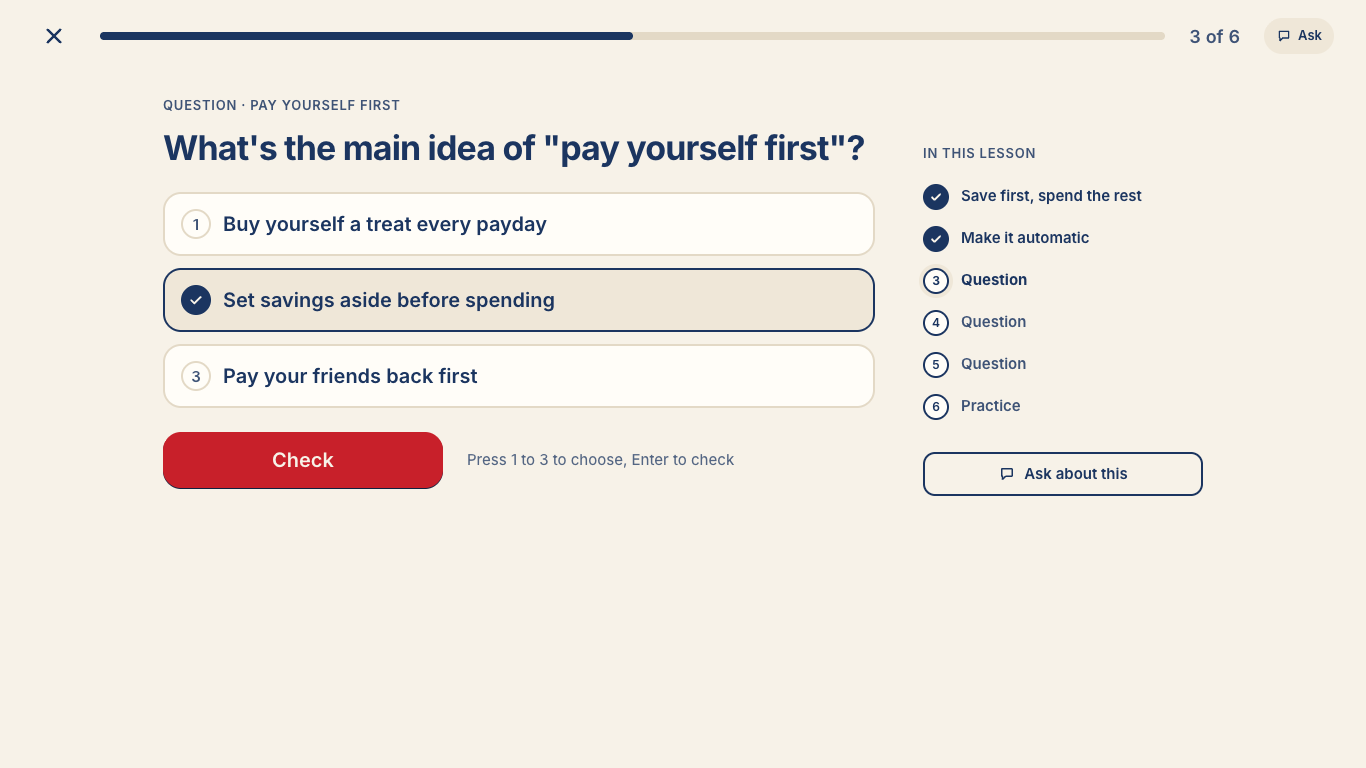 3 of 6
Ask
QUESTION · PAY YOURSELF FIRST
What's the main idea of "pay yourself first"?
1 Buy yourself a treat every payday
Set savings aside before spending
3 Pay your friends back first
Check
Press 1 to 3 to choose, Enter to check
IN THIS LESSON
Save first, spend the rest
Make it automatic
3 Question
4 Question
5 Question
6 Practice
Ask about this